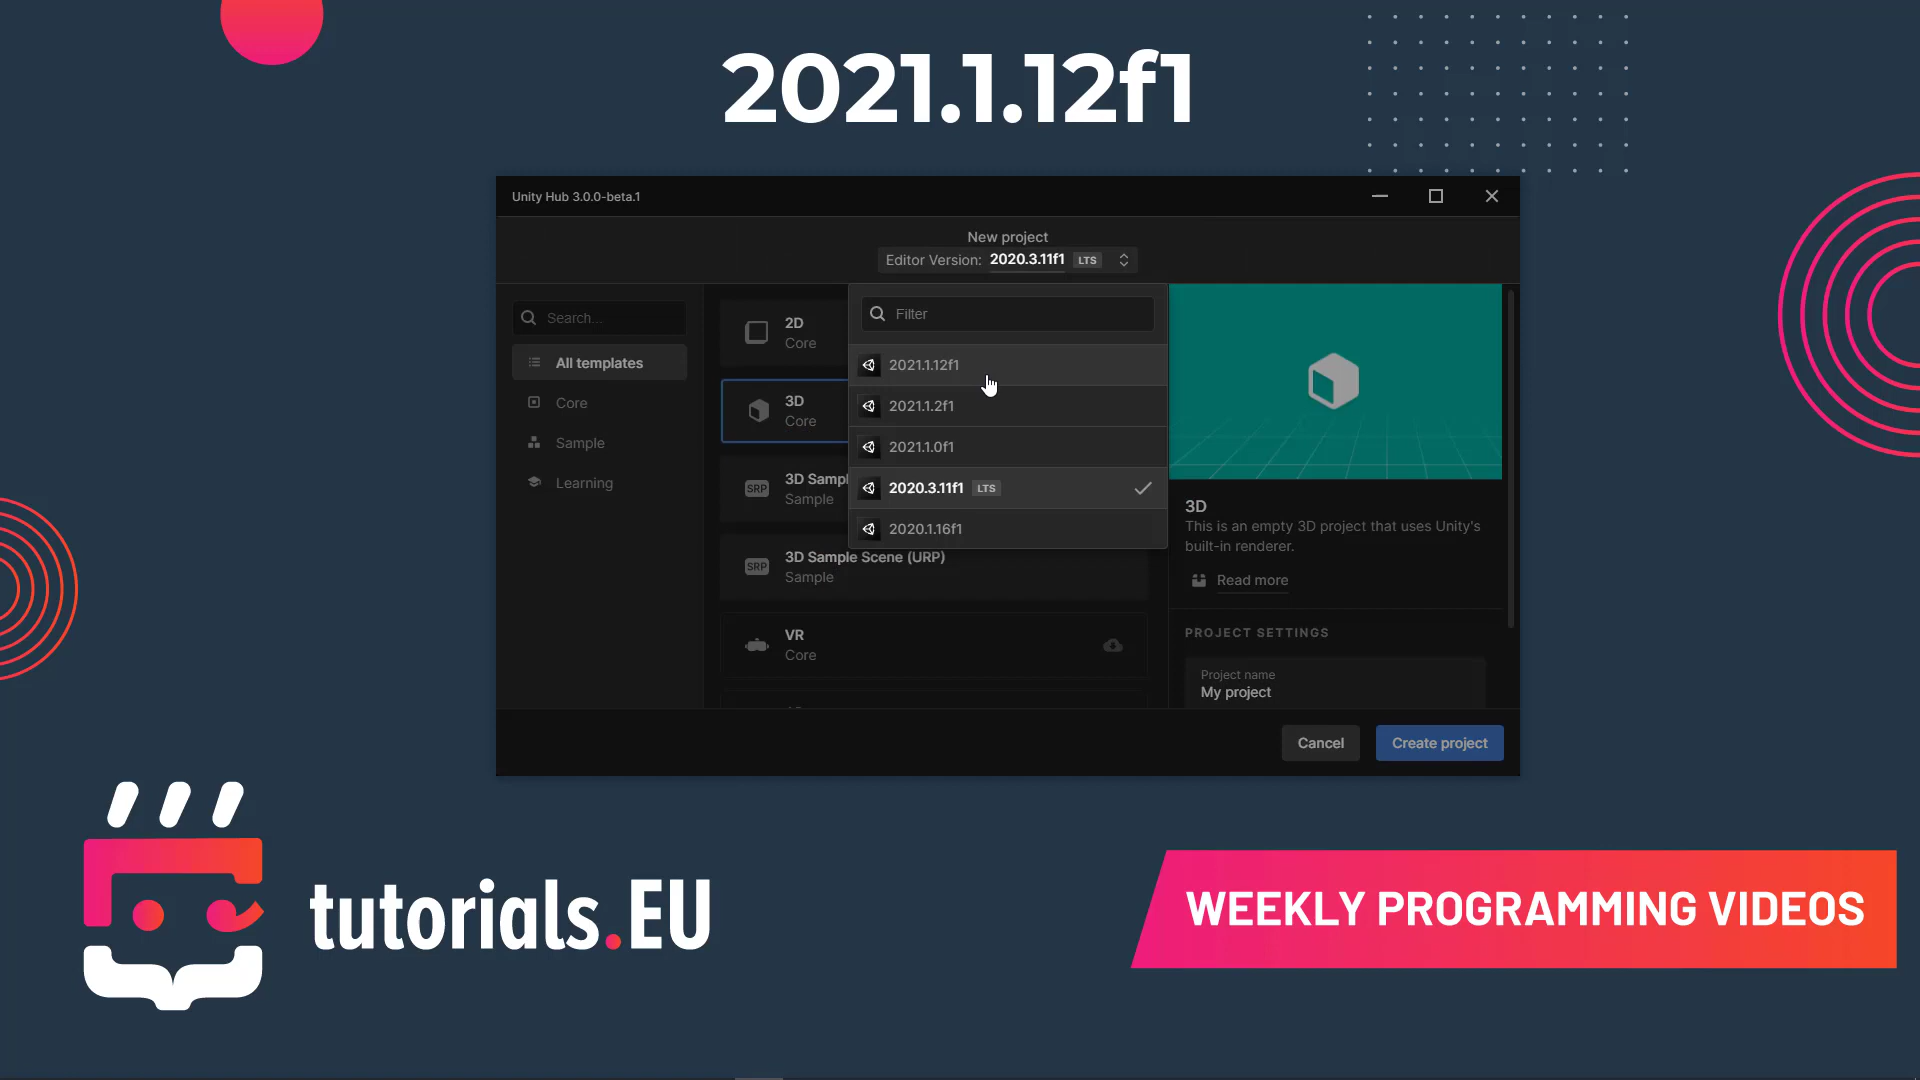 2021.1.12f1
Unity Hub 3.0.0-beta.1
New project
Editor Version: 2020.3.11f1 LTS
Search...
All templates
Core
Sample
Learning
2D
Core
3D
Core
3D Sampl
Sample
3D Sample Scene (URP)
Sample
VR
Core
SRP
SRP
Filter
2021.1.12f1
2021.1.2f1
2021.1.0f1
2020.3.11f1 LTS
2020.1.16f1
3D
This is an empty 3D project that uses Unity's
built-in renderer.
Read more
PROJECT SETTINGS
Project name
My project
Cancel
Create project
tutorials.EU
WEEKLY PROGRAMMING VIDEOS